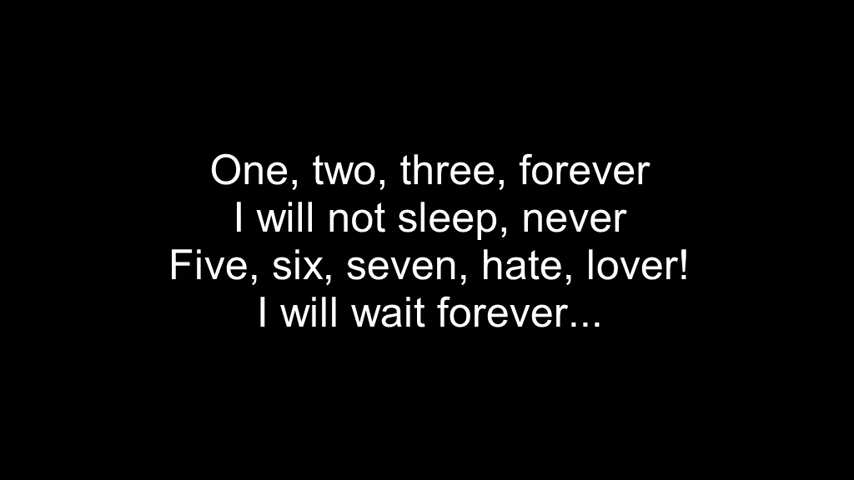 One, two, three, forever
I will not sleep, never
Five, six, seven, hate, lover!
I will wait forever...